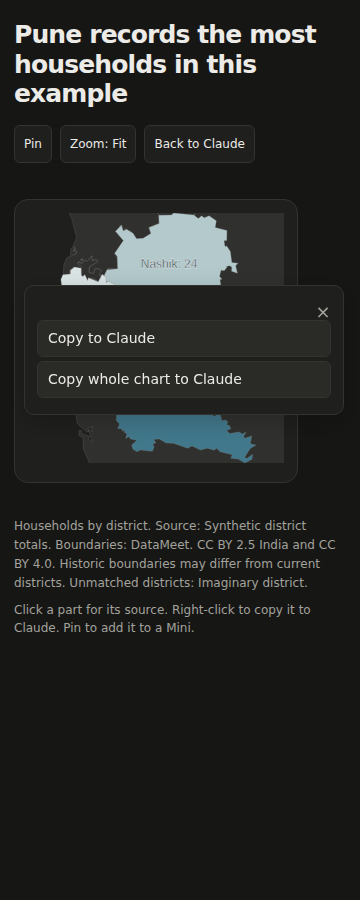 Pune records the most
households in this
example
Pin
Zoom: Fit
Back to Claude
Nashik: 24
×
Copy to Claude
Copy whole chart to Claude
Households by district. Source: Synthetic district
totals. Boundaries: DataMeet. CC BY 2.5 India and CC
BY 4.0. Historic boundaries may differ from current
districts. Unmatched districts: Imaginary district.
Click a part for its source. Right-click to copy it to
Claude. Pin to add it to a Mini.